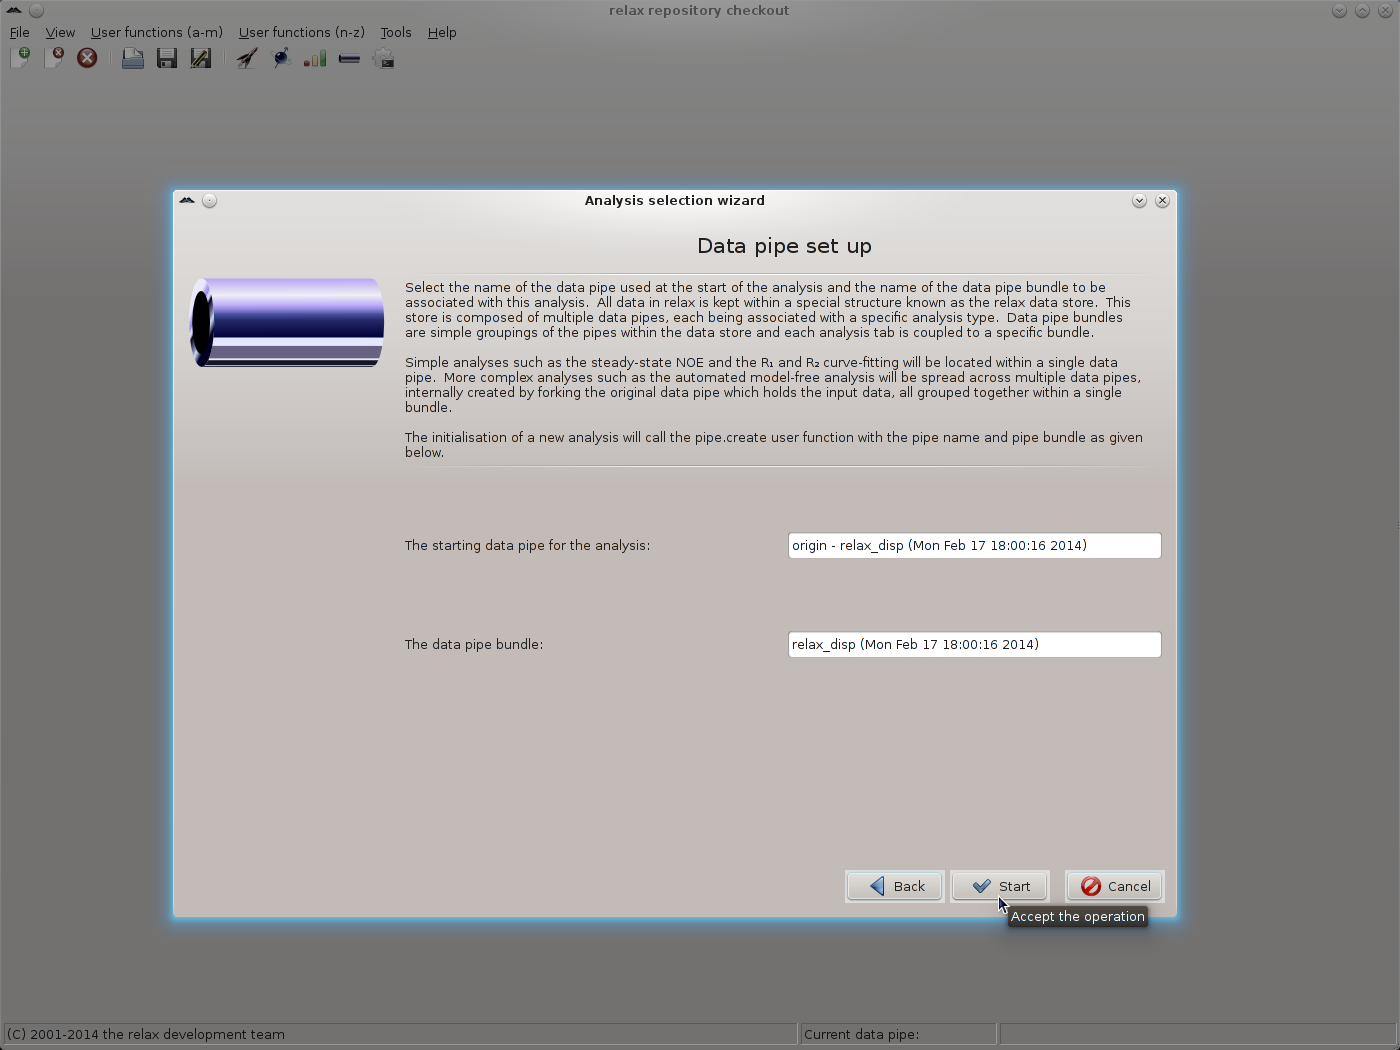 relax repository checkout
File View User functions (a-m) User functions (n-z) Tools Help
Analysis selection wizard
Data pipe set up
Select the name of the data pipe used at the start of the analysis and the name of the data pipe bundle to be
associated with this analysis.  All data in relax is kept within a special structure known as the relax data store.  This
store is composed of multiple data pipes, each being associated with a specific analysis type.  Data pipe bundles
are simple groupings of the pipes within the data store and each analysis tab is coupled to a specific bundle.
Simple analyses such as the steady-state NOE and the R₁ and R₂ curve-fitting will be located within a single data
pipe.  More complex analyses such as the automated model-free analysis will be spread across multiple data pipes,
internally created by forking the original data pipe which holds the input data, all grouped together within a single
bundle.
The initialisation of a new analysis will call the pipe.create user function with the pipe name and pipe bundle as given
below.
The starting data pipe for the analysis: origin - relax_disp (Mon Feb 17 18:00:16 2014)
The data pipe bundle: relax_disp (Mon Feb 17 18:00:16 2014)
Back Start Cancel
Accept the operation
(C) 2001-2014 the relax development team Current data pipe: